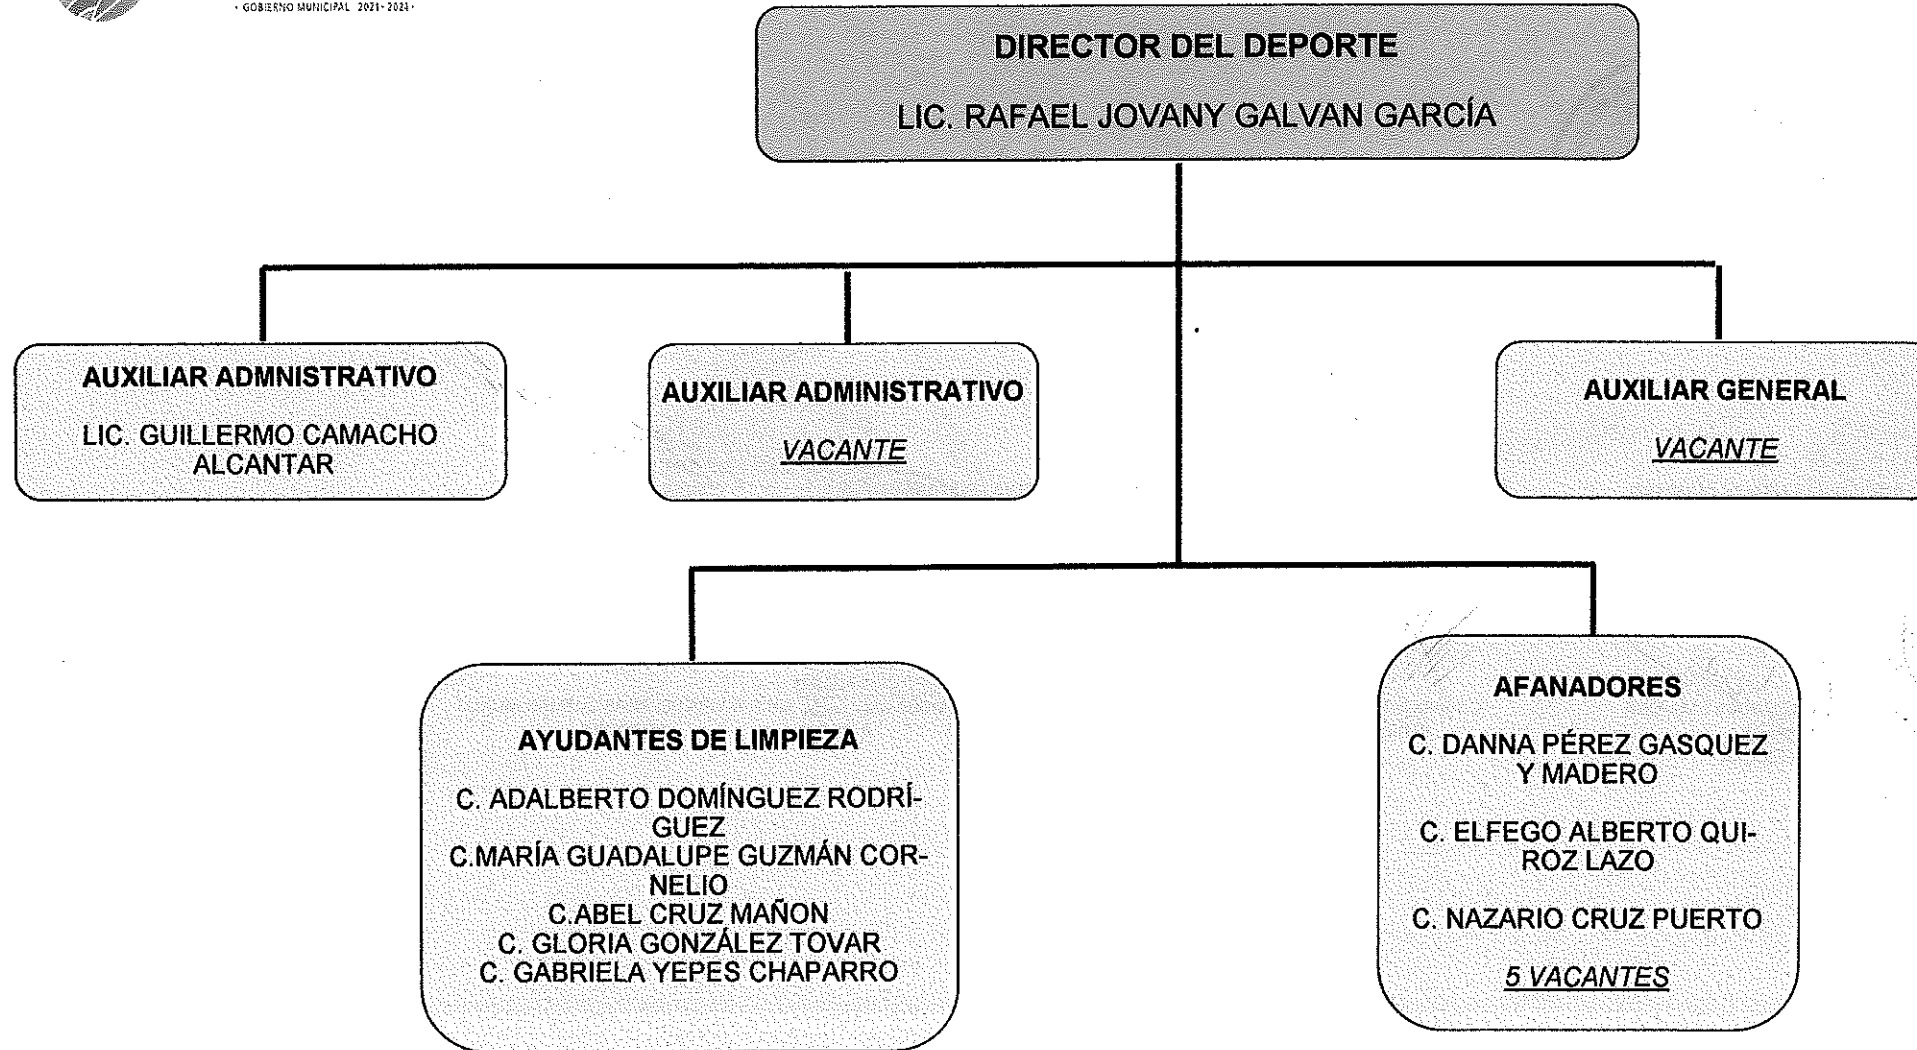 · GOBIERNO MUNICIPAL 2021 - 2024 ·
DIRECTOR DEL DEPORTE
LIC. RAFAEL JOVANY GALVAN GARCÍA
AUXILIAR ADMNISTRATIVO
LIC. GUILLERMO CAMACHO
ALCANTAR
AUXILIAR ADMINISTRATIVO
VACANTE
AUXILIAR GENERAL
VACANTE
AYUDANTES DE LIMPIEZA
C. ADALBERTO DOMÍNGUEZ RODRÍ-
GUEZ
C.MARÍA GUADALUPE GUZMÁN COR-
NELIO
C.ABEL CRUZ MAÑON
C. GLORIA GONZÁLEZ TOVAR
C. GABRIELA YEPES CHAPARRO
AFANADORES
C. DANNA PÉREZ GASQUEZ
Y MADERO
C. ELFEGO ALBERTO QUI-
ROZ LAZO
C. NAZARIO CRUZ PUERTO
5 VACANTES